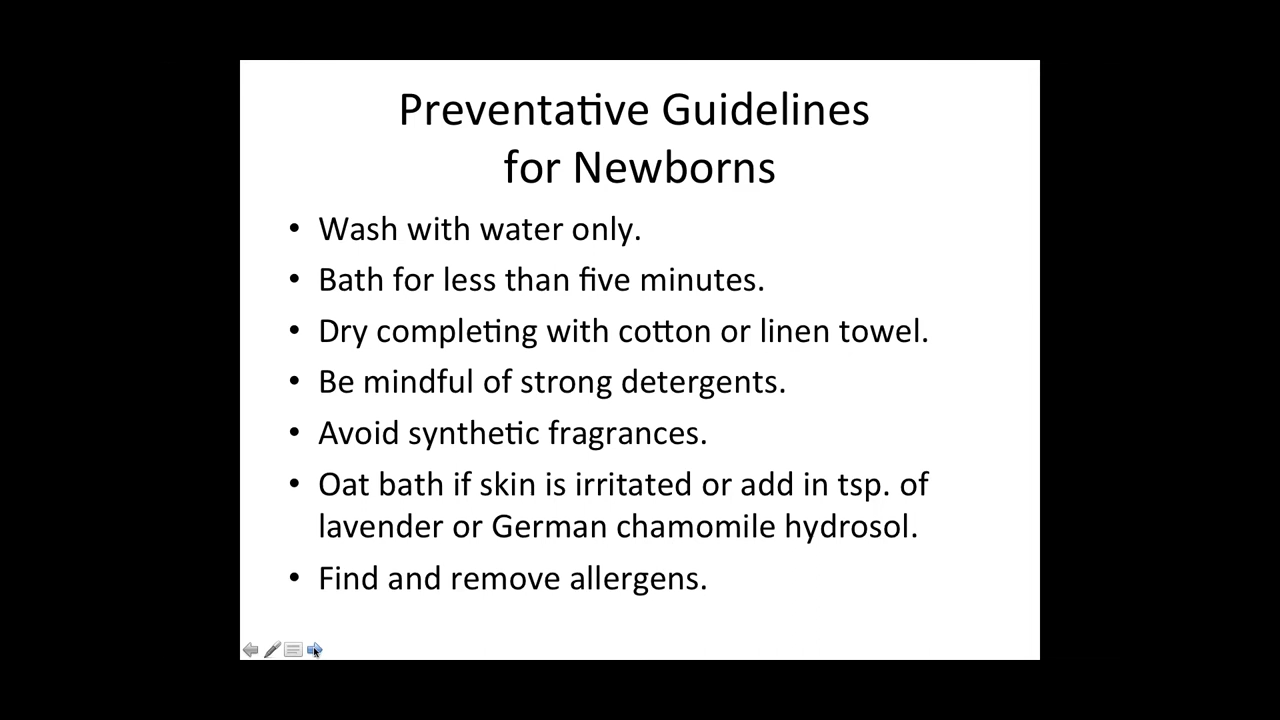 Preventative Guidelines
for Newborns
• Wash with water only.
• Bath for less than five minutes.
• Dry completing with cotton or linen towel.
• Be mindful of strong detergents.
• Avoid synthetic fragrances.
• Oat bath if skin is irritated or add in tsp. of
lavender or German chamomile hydrosol.
• Find and remove allergens.